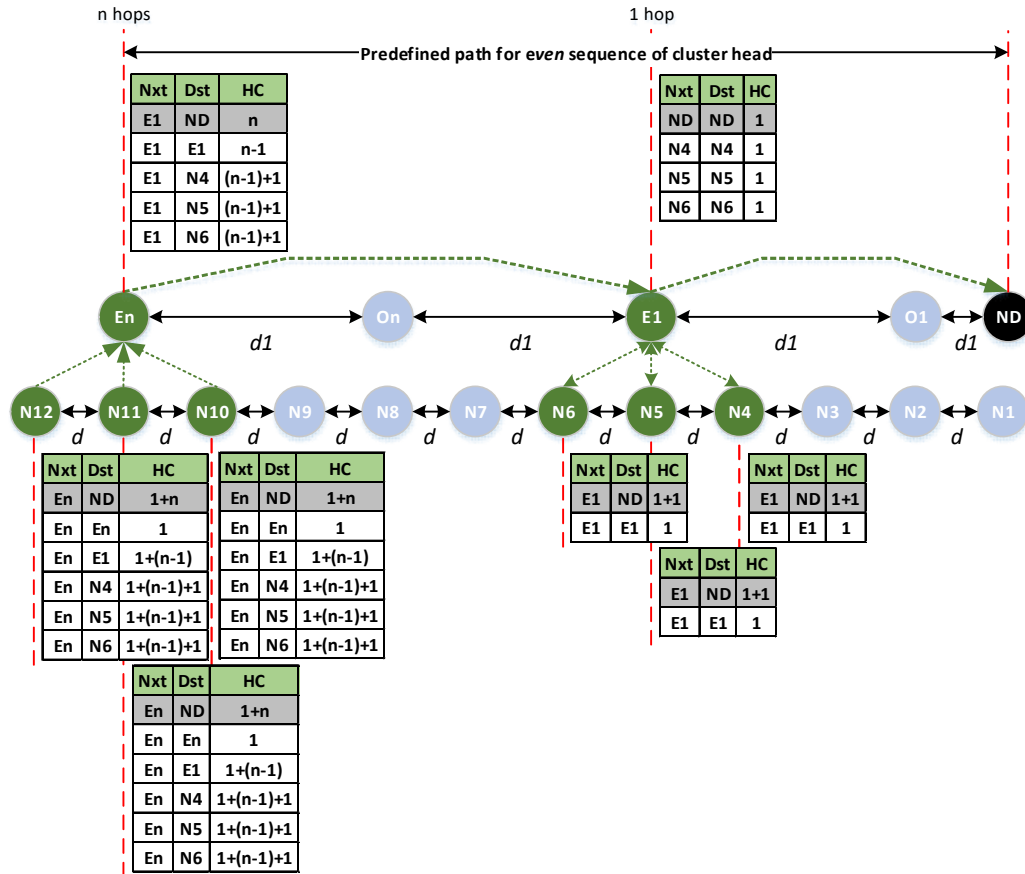 n hops
1 hop
Predefined path for even sequence of cluster head
Nxt Dst HC
E1 ND n
E1 E1 n-1
E1 N4 (n-1)+1
E1 N5 (n-1)+1
E1 N6 (n-1)+1
Nxt Dst HC
ND ND 1
N4 N4 1
N5 N5 1
N6 N6 1
En On E1 O1 ND
d1 d1 d1 d1
N12 N11 N10 N9 N8 N7 N6 N5 N4 N3 N2 N1
d d d d d d d d d d d
Nxt Dst HC
En ND 1+n
En En 1
En E1 1+(n-1)
En N4 1+(n-1)+1
En N5 1+(n-1)+1
En N6 1+(n-1)+1
Nxt Dst HC
En ND 1+n
En En 1
En E1 1+(n-1)
En N4 1+(n-1)+1
En N5 1+(n-1)+1
En N6 1+(n-1)+1
Nxt Dst HC
E1 ND 1+1
E1 E1 1
Nxt Dst HC
E1 ND 1+1
E1 E1 1
Nxt Dst HC
E1 ND 1+1
E1 E1 1
Nxt Dst HC
En ND 1+n
En En 1
En E1 1+(n-1)
En N4 1+(n-1)+1
En N5 1+(n-1)+1
En N6 1+(n-1)+1